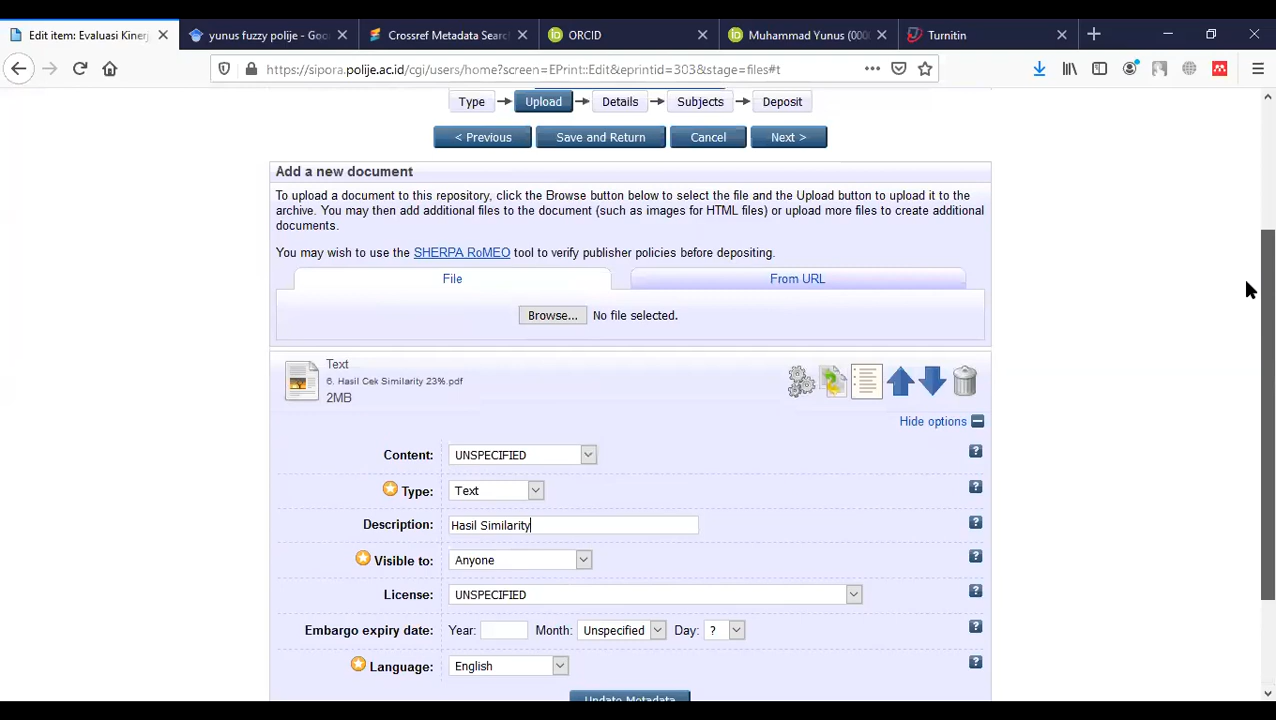 Edit item: Evaluasi Kinerj
yunus fuzzy polije - Goo
Crossref Metadata Searc
ORCID
Muhammad Yunus (000
Turnitin
https://sipora.polije.ac.id/cgi/users/home?screen=EPrint::Edit&eprintid=303&stage=files#t
Type
Upload
Details
Subjects
Deposit
< Previous
Save and Return
Cancel
Next >
Add a new document
To upload a document to this repository, click the Browse button below to select the file and the Upload button to upload it to the
archive. You may then add additional files to the document (such as images for HTML files) or upload more files to create additional
documents.
You may wish to use the SHERPA RoMEO tool to verify publisher policies before depositing.
File
From URL
Browse... No file selected.
Text
6. Hasil Cek Similarity 23% pdf
2MB
Hide options
Content: UNSPECIFIED
Type: Text
Description: Hasil Similarity
Visible to: Anyone
License: UNSPECIFIED
Embargo expiry date: Year: Month: Unspecified Day: ?
Language: English
Update Metadata